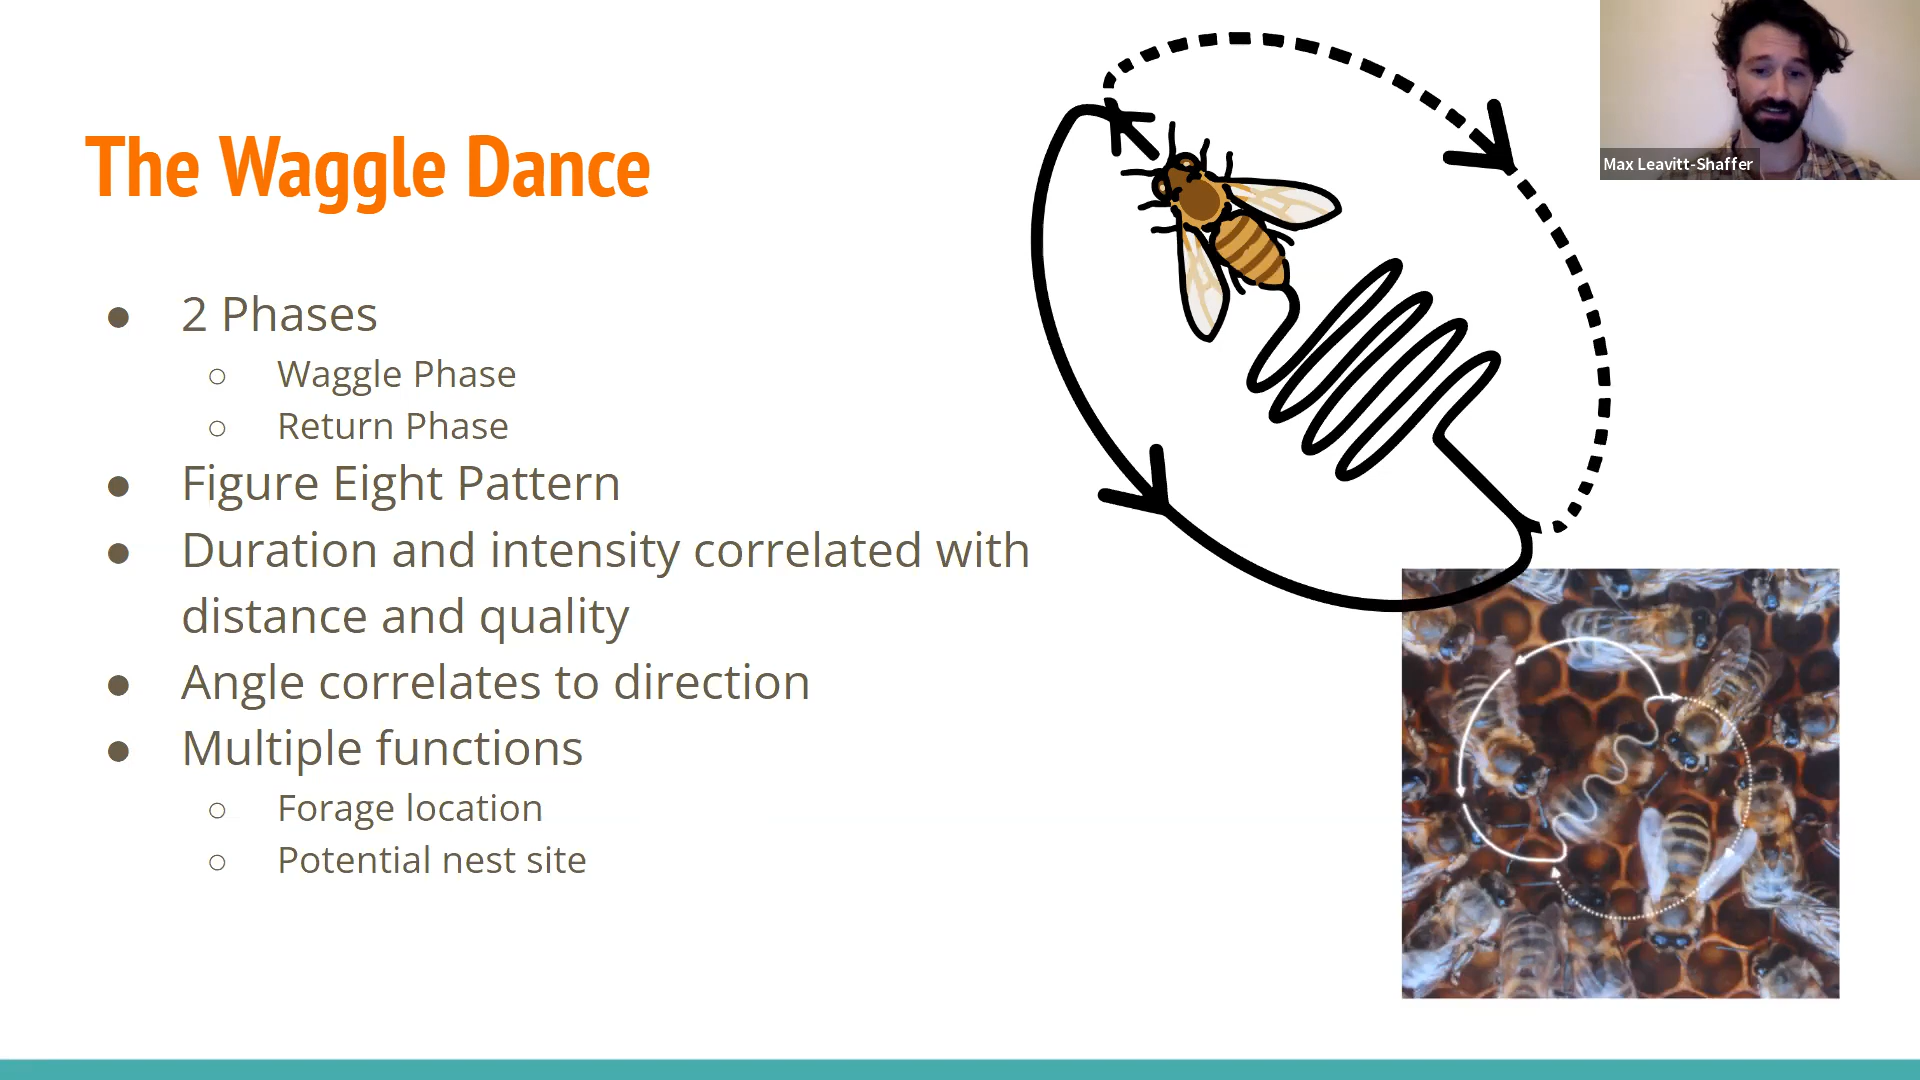 The Waggle Dance
● 2 Phases
○ Waggle Phase
○ Return Phase
● Figure Eight Pattern
● Duration and intensity correlated with
distance and quality
● Angle correlates to direction
● Multiple functions
○ Forage location
○ Potential nest site
Max Leavitt-Shaffer